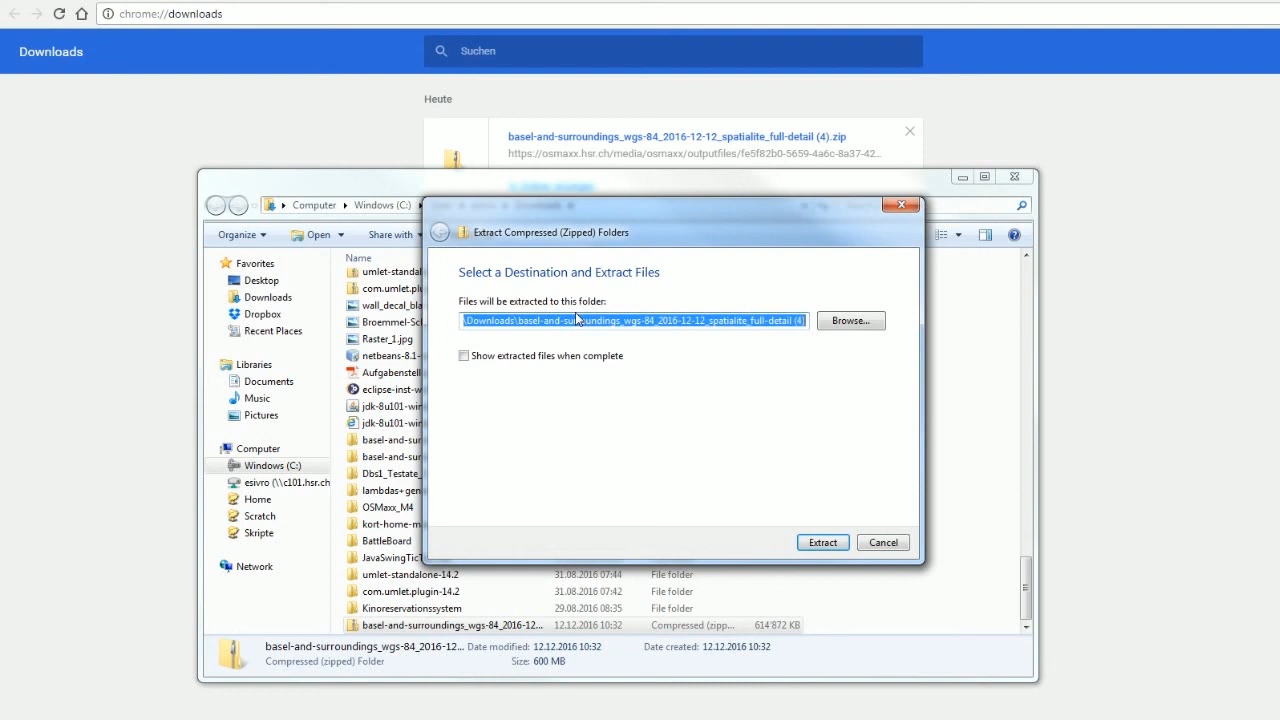 chrome://downloads
Downloads
Suchen
Heute
basel-and-surroundings_wgs-84_2016-12-12_spatialite_full-detail (4).zip
https://osmaxx.hsr.ch/media/osmaxx/outputfiles/fe5f82b0-5659-4a6c-8a37-42...
Computer
Windows (C:)
Extract Compressed (Zipped) Folders
Organize
Open
Share with
Select a Destination and Extract Files
Files will be extracted to this folder:
\Downloads\basel-and-surroundings_wgs-84_2016-12-12_spatialite_full-detail (4)
Browse...
Show extracted files when complete
Extract
Cancel
Favorites
Desktop
Downloads
Dropbox
Recent Places
Libraries
Documents
Music
Pictures
Computer
Windows (C:)
esivro (\\c101.hsr.ch
Home
Scratch
Skripte
Network
Name
umlet-standal
com.umlet.plu
wall_decal_bla
Broemmel-Sch
Raster_1.jpg
netbeans-8.1-
Aufgabenstell
eclipse-inst-w
jdk-8u101-win
jdk-8u101-win
basel-and-surr
basel-and-surr
Dbs1_Testate_
lambdas+gen
OSMaxx_M4
kort-home-m
BattleBoard
JavaSwingTicT
umlet-standalone-14.2 31.08.2016 07:44 File folder
com.umlet.plugin-14.2 31.08.2016 07:42 File folder
Kinoreservationsystem 29.08.2016 08:35 File folder
basel-and-surroundings_wgs-84_2016-12... 12.12.2016 10:32 Compressed (zipp... 614'872 KB
basel-and-surroundings_wgs-84_2016-12... Date modified: 12.12.2016 10:32 Date created: 12.12.2016 10:32
Compressed (zipped) Folder Size: 600 MB